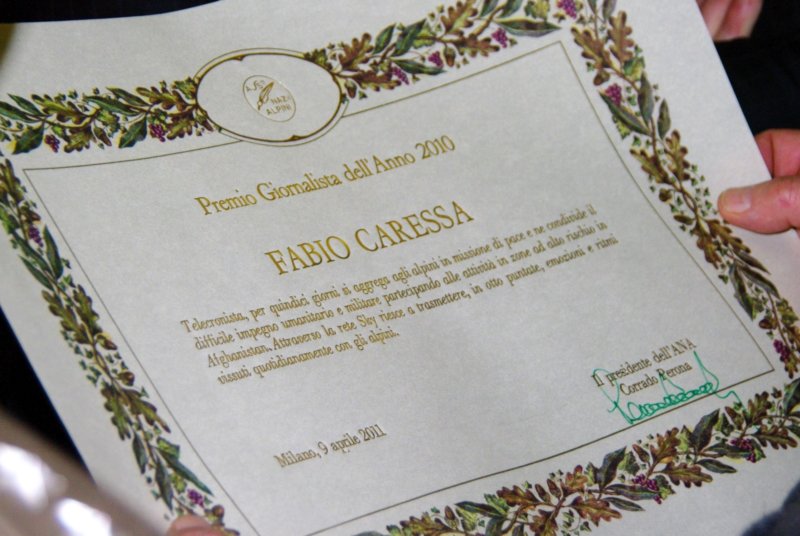 ASSˢ
NAZ.
ALPINI
Premio Giornalista dell'Anno 2010
FABIO CARESSA
Telecronista, per quindici giorni si aggrega agli alpini in missione di pace e ne condivide il
difficile impegno umanitario e militare partecipando alle attività in zone ad alto rischio in
Afghanistan. Attraverso la rete Sky riesce a trasmettere, in otto puntate, emozioni e ritmi
vissuti quotidianamente con gli alpini.
Il presidente dell'ANA
Corrado Perona
Milano, 9 aprile 2011